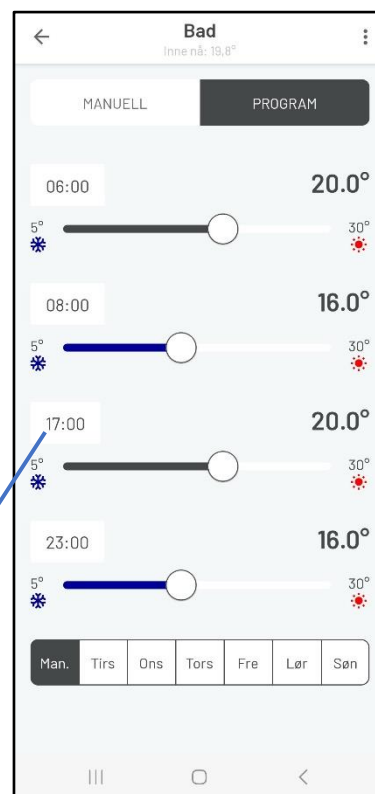 Bad
Inne nå: 19,8°
MANUELL PROGRAM
06:00 20.0°
5° 30°
08:00 16.0°
5° 30°
17:00 20.0°
5° 30°
23:00 16.0°
5° 30°
Man. Tirs Ons Tors Fre Lør Søn